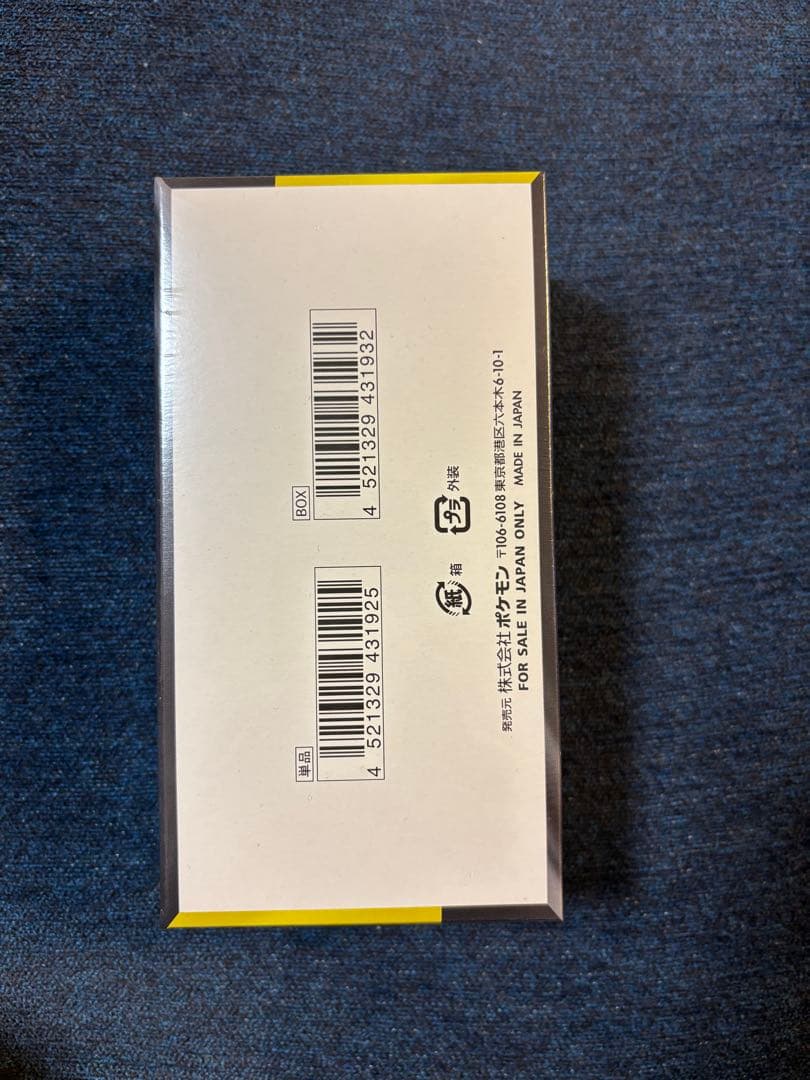 単品
4 521329 431925
BOX
4 521329 431932
紙 箱
プラ 外装
発売元 株式会社ポケモン 〒106-6108 東京都港区六本木6-10-1
FOR SALE IN JAPAN ONLY MADE IN JAPAN